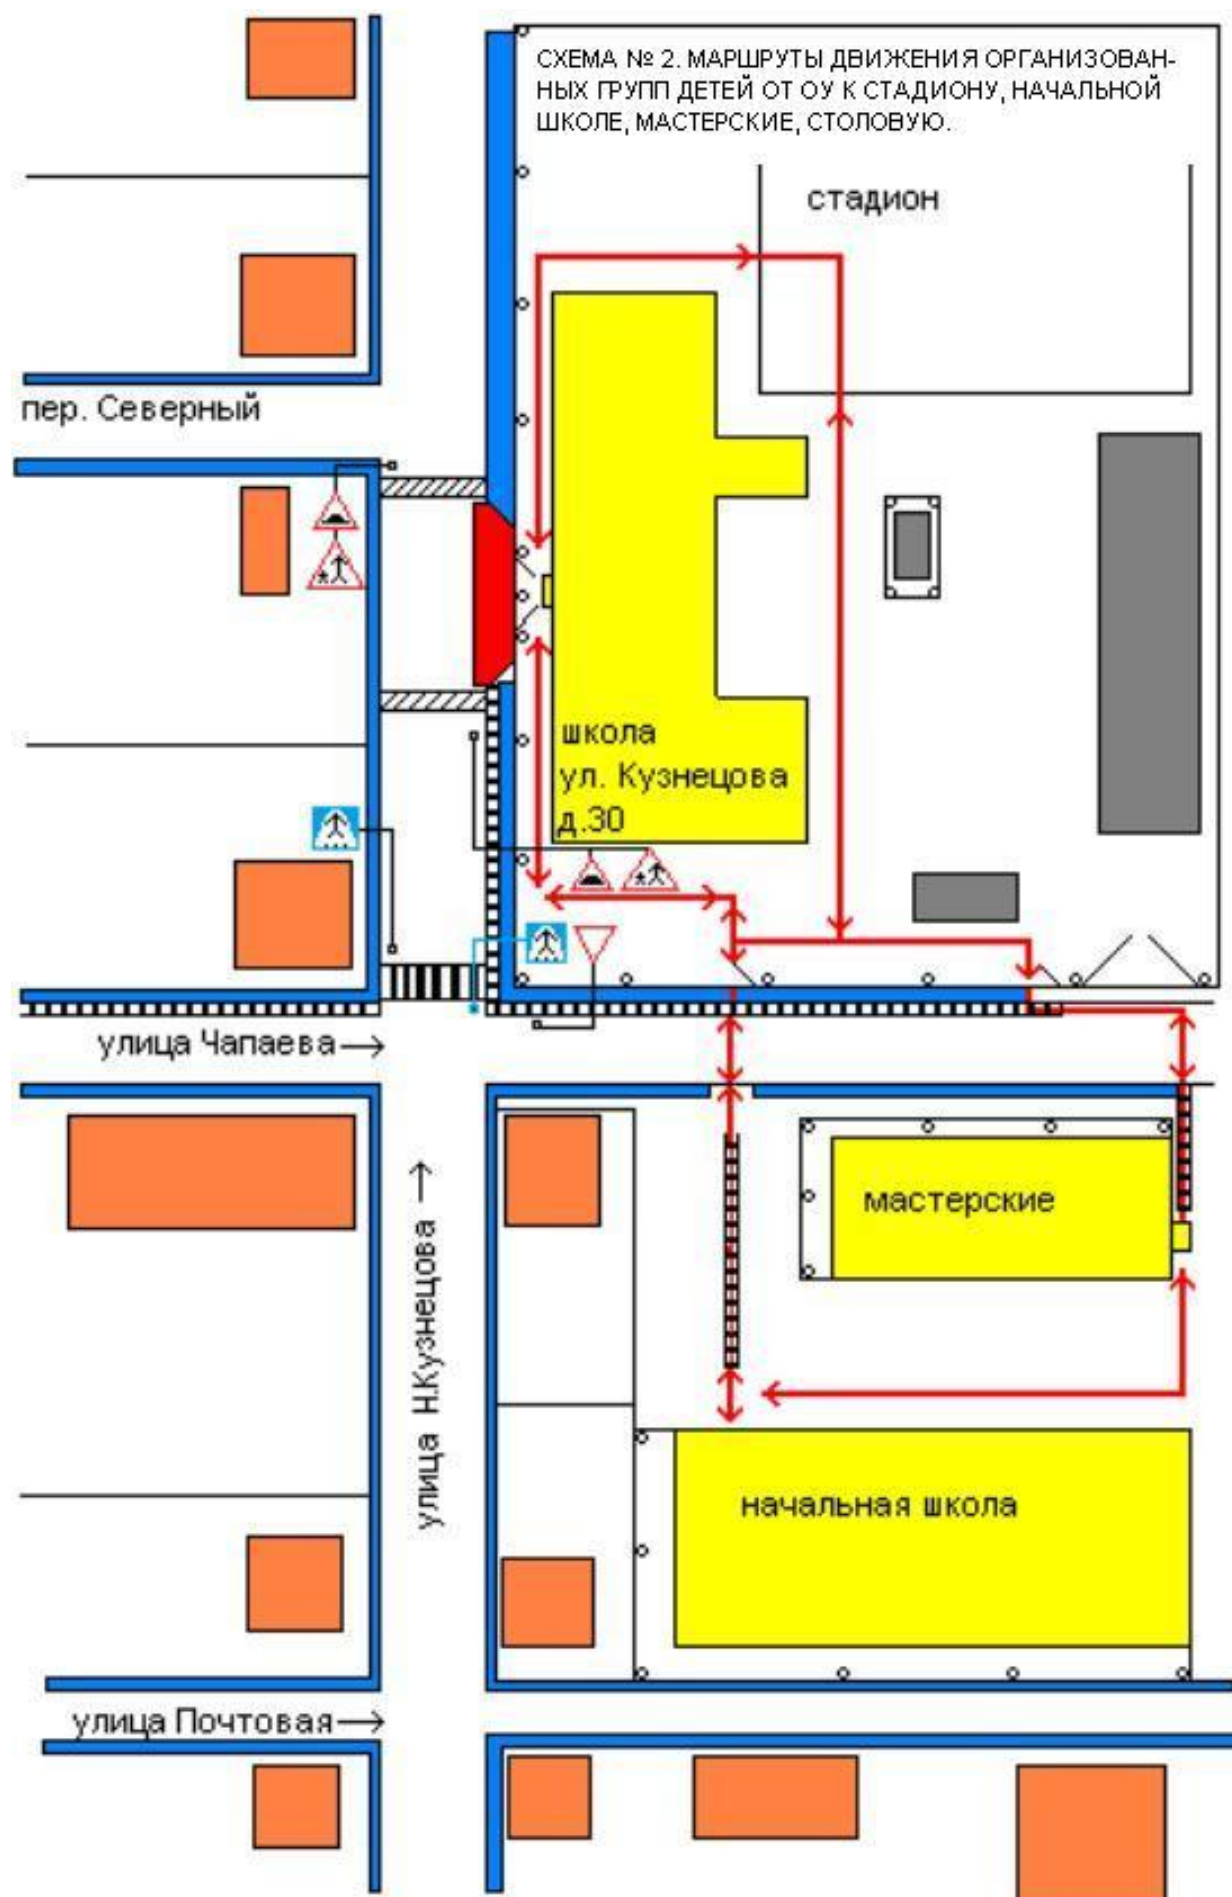 СХЕМА № 2. МАРШРУТЫ ДВИЖЕНИЯ ОРГАНИЗОВАН-
НЫХ ГРУПП ДЕТЕЙ ОТ ОУ К СТАДИОНУ, НАЧАЛЬНОЙ
ШКОЛЕ, МАСТЕРСКИЕ, СТОЛОВУЮ.
стадион
пер. Северный
школа
ул. Кузнецова
д.30
улица Чапаева
мастерские
улица Н.Кузнецова
начальная школа
улица Почтовая